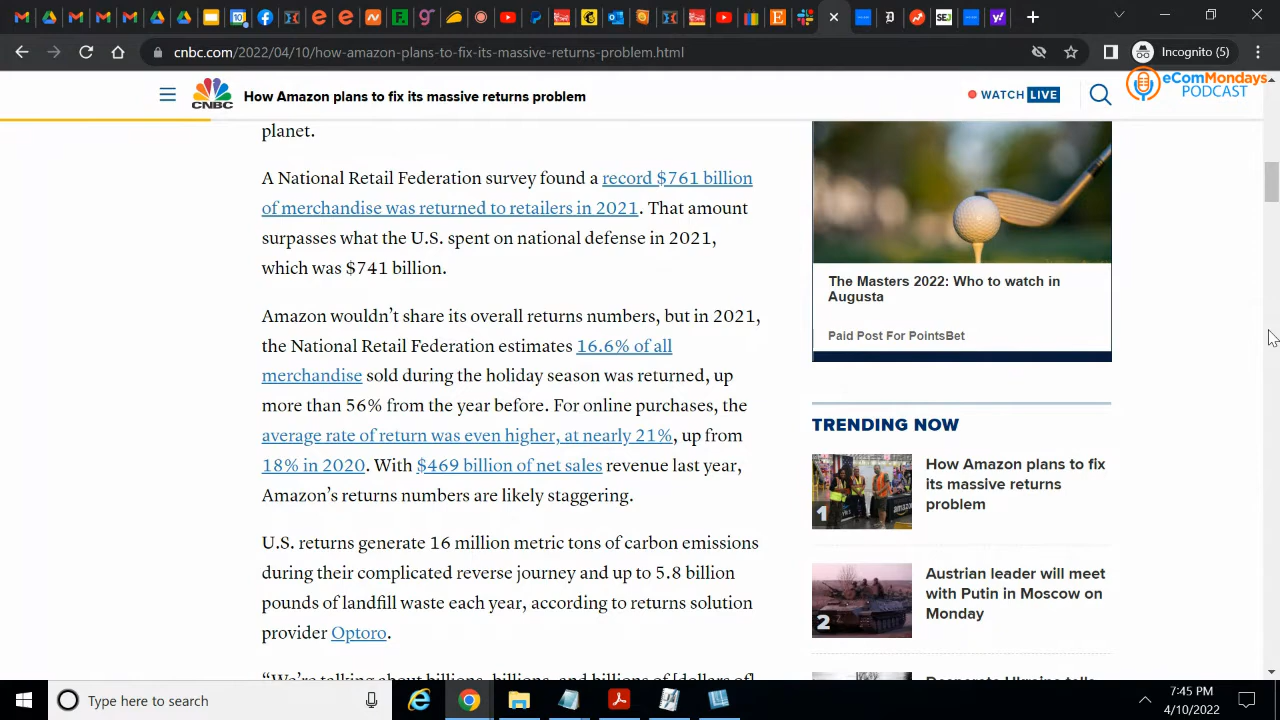 cnbc.com/2022/04/10/how-amazon-plans-to-fix-its-massive-returns-problem.html
Incognito (5)
CNBC
How Amazon plans to fix its massive returns problem
WATCH LIVE
eComMondays
PODCAST
planet.
A National Retail Federation survey found a record $761 billion
of merchandise was returned to retailers in 2021. That amount
surpasses what the U.S. spent on national defense in 2021,
which was $741 billion.
Amazon wouldn’t share its overall returns numbers, but in 2021,
the National Retail Federation estimates 16.6% of all
merchandise sold during the holiday season was returned, up
more than 56% from the year before. For online purchases, the
average rate of return was even higher, at nearly 21%, up from
18% in 2020. With $469 billion of net sales revenue last year,
Amazon’s returns numbers are likely staggering.
U.S. returns generate 16 million metric tons of carbon emissions
during their complicated reverse journey and up to 5.8 billion
pounds of landfill waste each year, according to returns solution
provider Optoro.
“We’re talking about billions, billions, and billions of [dollars of]
The Masters 2022: Who to watch in
Augusta
Paid Post For PointsBet
TRENDING NOW
1
How Amazon plans to fix
its massive returns
problem
2
Austrian leader will meet
with Putin in Moscow on
Monday
Desperate Ukraine
Type here to search
7:45 PM
4/10/2022